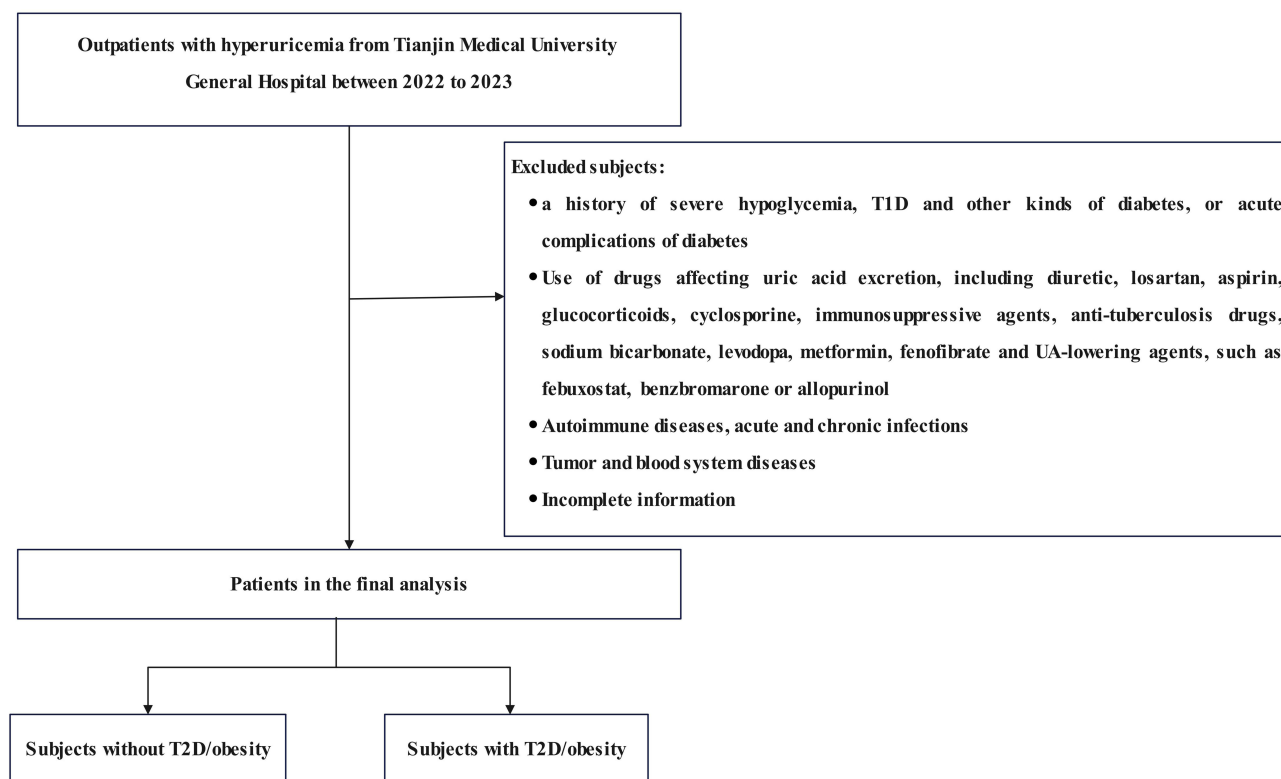 Outpatients with hyperuricemia from Tianjin Medical University
General Hospital between 2022 to 2023
Excluded subjects:
• a history of severe hypoglycemia, T1D and other kinds of diabetes, or acute
complications of diabetes
• Use of drugs affecting uric acid excretion, including diuretic, losartan, aspirin,
glucocorticoids, cyclosporine, immunosuppressive agents, anti-tuberculosis drugs,
sodium bicarbonate, levodopa, metformin, fenofibrate and UA-lowering agents, such as
febuxostat, benzbromarone or allopurinol
• Autoimmune diseases, acute and chronic infections
• Tumor and blood system diseases
• Incomplete information
Patients in the final analysis
Subjects without T2D/obesity
Subjects with T2D/obesity